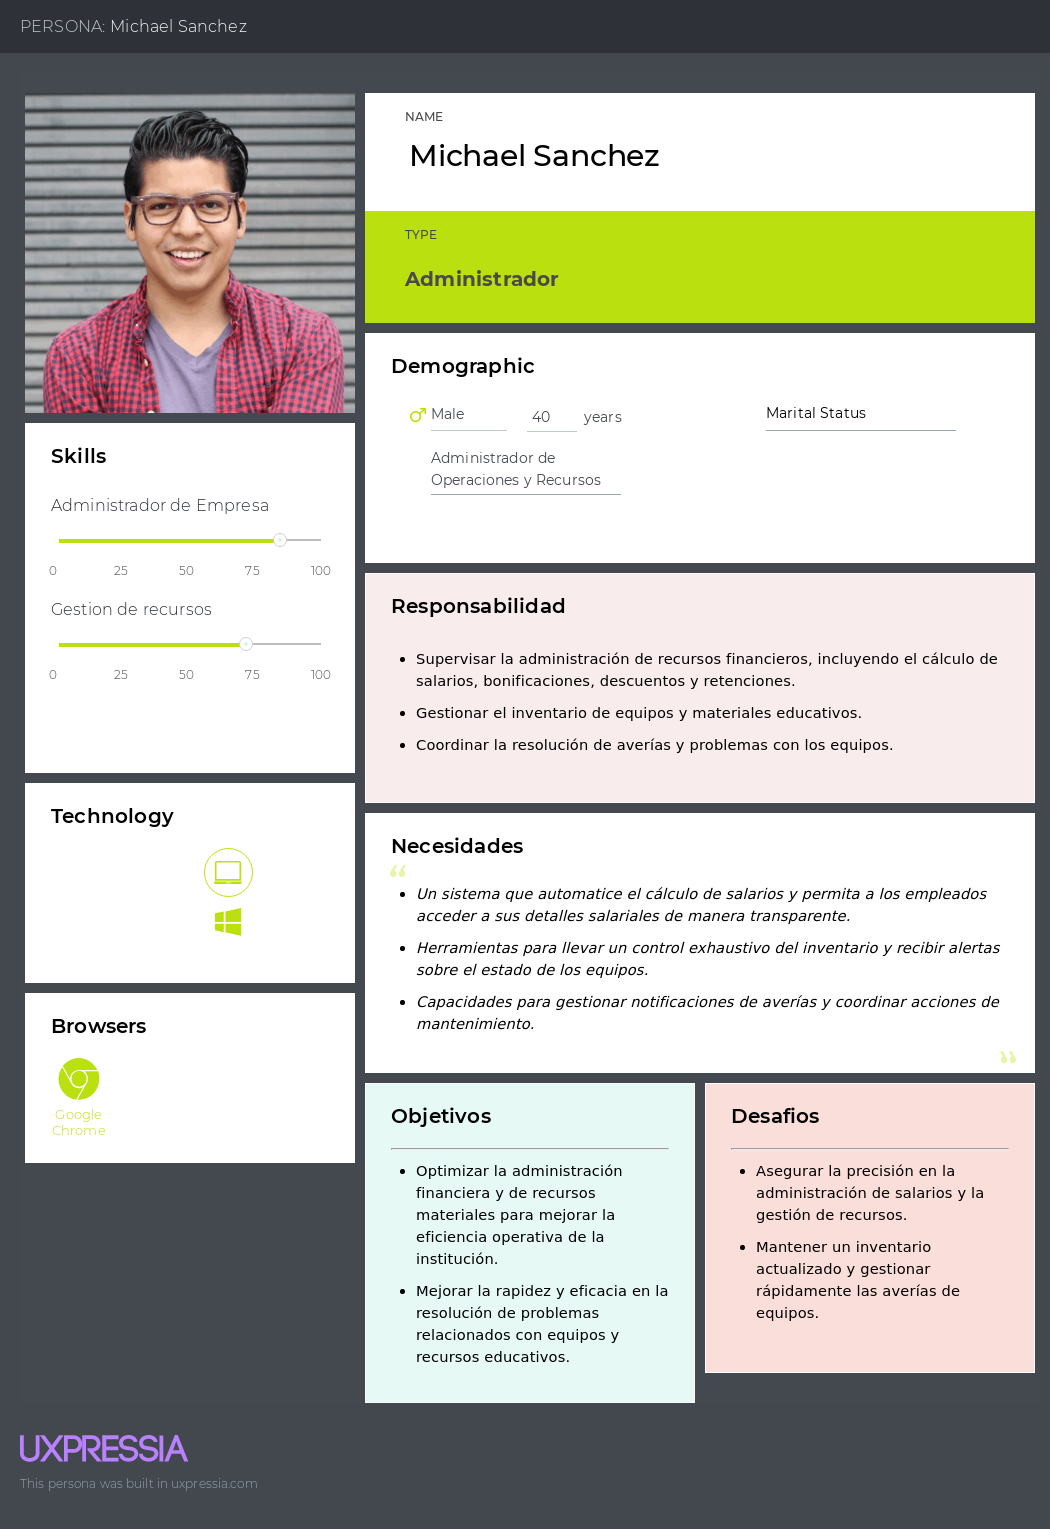 PERSONA: Michael Sanchez
NAME
Michael Sanchez
TYPE
Administrador
Demographic
Male
40 years
Marital Status
Administrador de
Operaciones y Recursos
Skills
Administrador de Empresa
0 25 50 75 100
Gestion de recursos
0 25 50 75 100
Technology
Browsers
Google
Chrome
Responsabilidad
• Supervisar la administración de recursos financieros, incluyendo el cálculo de
salarios, bonificaciones, descuentos y retenciones.
• Gestionar el inventario de equipos y materiales educativos.
• Coordinar la resolución de averías y problemas con los equipos.
Necesidades
“
• Un sistema que automatice el cálculo de salarios y permita a los empleados
acceder a sus detalles salariales de manera transparente.
• Herramientas para llevar un control exhaustivo del inventario y recibir alertas
sobre el estado de los equipos.
• Capacidades para gestionar notificaciones de averías y coordinar acciones de
mantenimiento.
”
Objetivos
• Optimizar la administración
financiera y de recursos
materiales para mejorar la
eficiencia operativa de la
institución.
• Mejorar la rapidez y eficacia en la
resolución de problemas
relacionados con equipos y
recursos educativos.
Desafios
• Asegurar la precisión en la
administración de salarios y la
gestión de recursos.
• Mantener un inventario
actualizado y gestionar
rápidamente las averías de
equipos.
UXPRESSIA
This persona was built in uxpressia.com